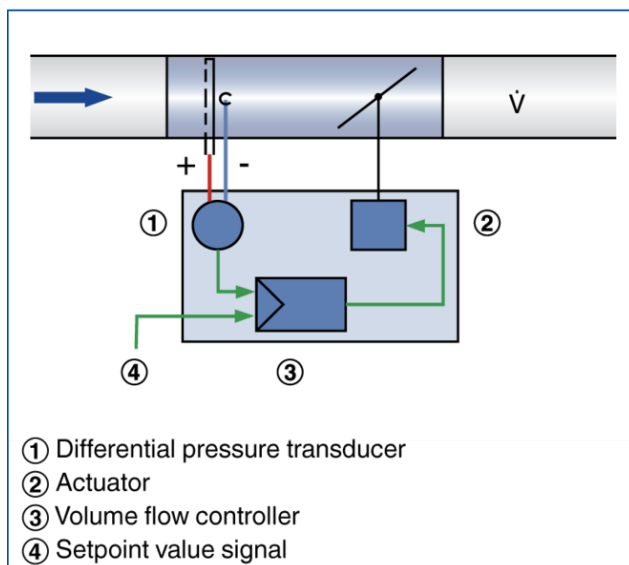 V̇
+ -
① ②
④ ③
① Differential pressure transducer
② Actuator
③ Volume flow controller
④ Setpoint value signal